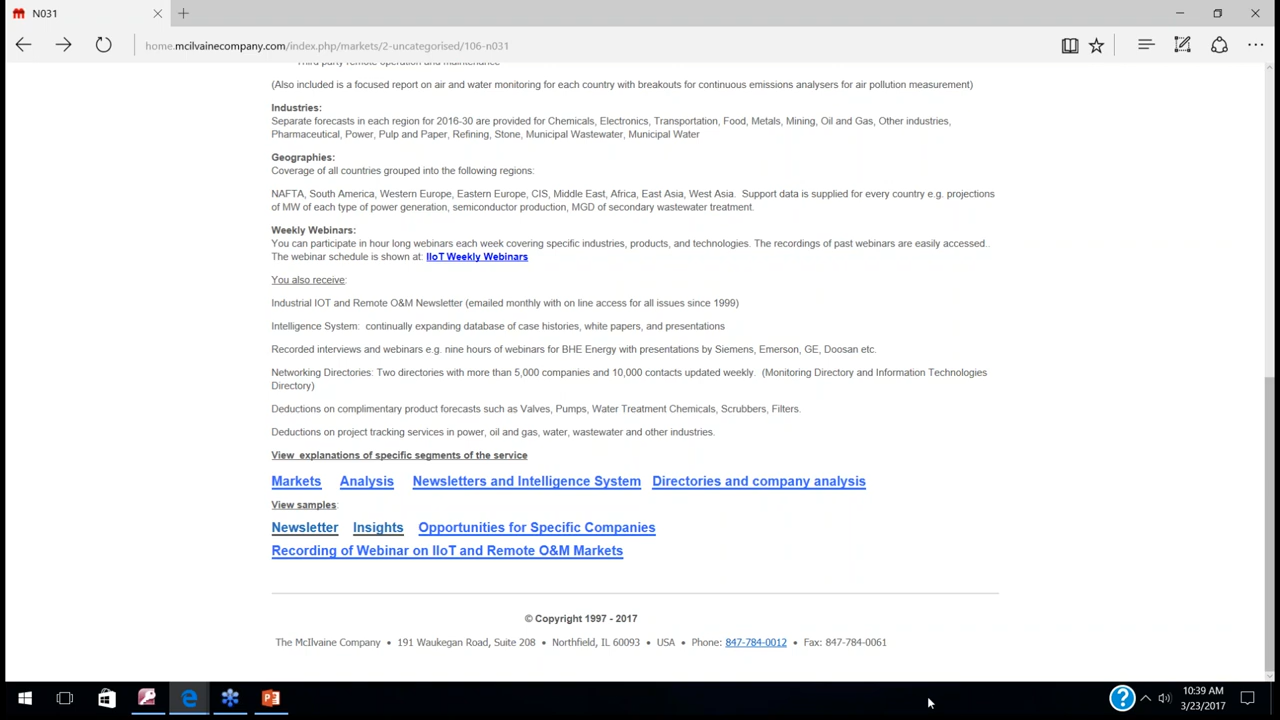 N031
home.mcilvainecompany.com/index.php/markets/2-uncategorised/106-n031
Third party remote operation and maintenance
(Also included is a focused report on air and water monitoring for each country with breakouts for continuous emissions analysers for air pollution measurement)
Industries:
Separate forecasts in each region for 2016-30 are provided for Chemicals, Electronics, Transportation, Food, Metals, Mining, Oil and Gas, Other industries,
Pharmaceutical, Power, Pulp and Paper, Refining, Stone, Municipal Wastewater, Municipal Water
Geographies:
Coverage of all countries grouped into the following regions:
NAFTA, South America, Western Europe, Eastern Europe, CIS, Middle East, Africa, East Asia, West Asia. Support data is supplied for every country e.g. projections
of MW of each type of power generation, semiconductor production, MGD of secondary wastewater treatment.
Weekly Webinars:
You can participate in hour long webinars each week covering specific industries, products, and technologies. The recordings of past webinars are easily accessed..
The webinar schedule is shown at: IIoT Weekly Webinars
You also receive:
Industrial IOT and Remote O&M Newsletter (emailed monthly with on line access for all issues since 1999)
Intelligence System: continually expanding database of case histories, white papers, and presentations
Recorded interviews and webinars e.g. nine hours of webinars for BHE Energy with presentations by Siemens, Emerson, GE, Doosan etc.
Networking Directories: Two directories with more than 5,000 companies and 10,000 contacts updated weekly. (Monitoring Directory and Information Technologies
Directory)
Deductions on complimentary product forecasts such as Valves, Pumps, Water Treatment Chemicals, Scrubbers, Filters.
Deductions on project tracking services in power, oil and gas, water, wastewater and other industries.
View explanations of specific segments of the service
Markets Analysis Newsletters and Intelligence System Directories and company analysis
View samples:
Newsletter Insights Opportunities for Specific Companies
Recording of Webinar on IIoT and Remote O&M Markets
© Copyright 1997 - 2017
The McIlvaine Company • 191 Waukegan Road, Suite 208 • Northfield, IL 60093 • USA • Phone: 847-784-0012 • Fax: 847-784-0061
10:39 AM
3/23/2017